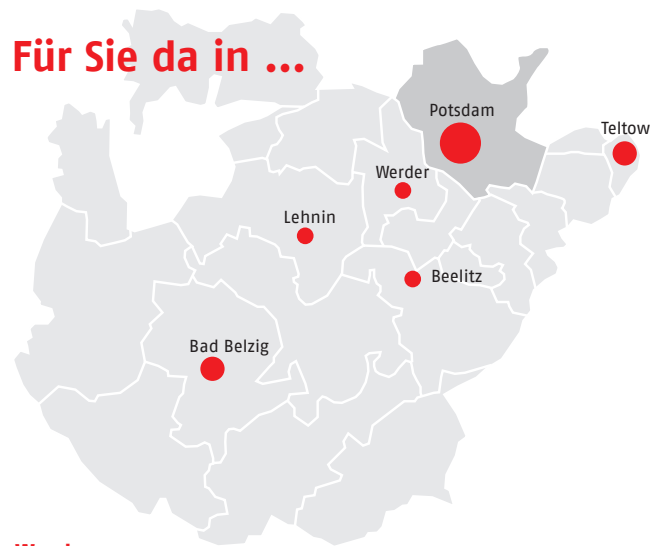 Für Sie da in ...
Potsdam
Teltow
Werder
Lehnin
Beelitz
Bad Belzig